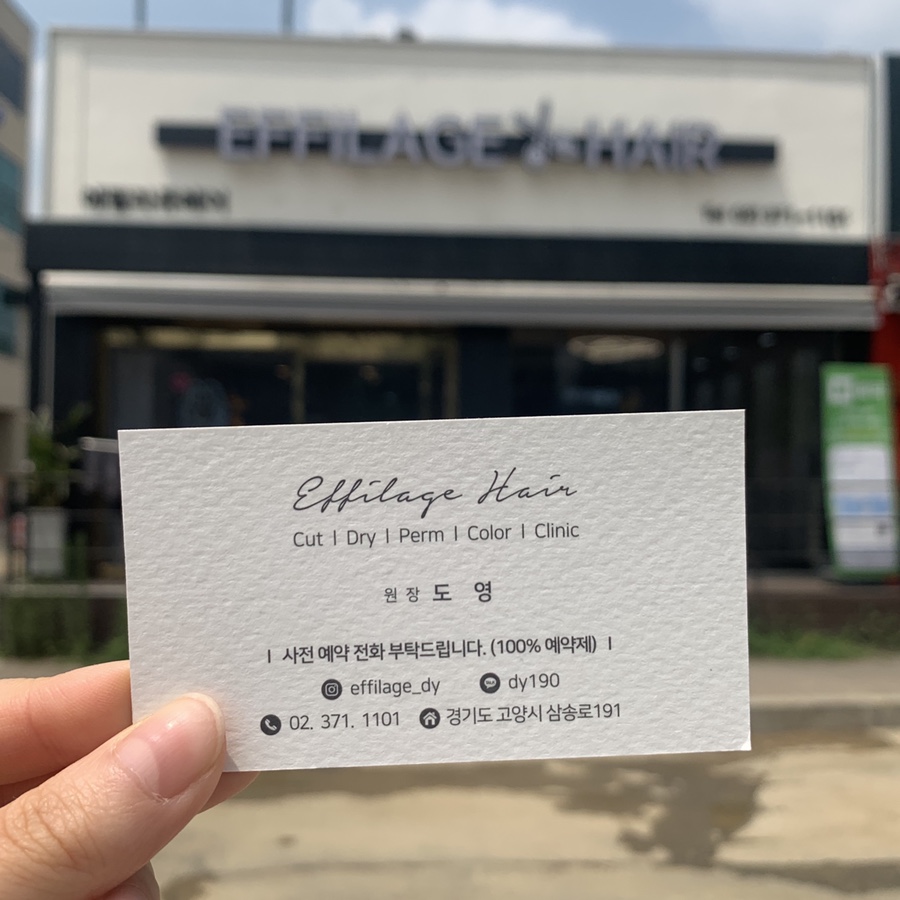 EFFILAGE HAIR
Effilage Hair
Cut I Dry I Perm I Color I Clinic
원장 도 영
I 사전 예약 전화 부탁드립니다. (100% 예약제) I
effilage_dy dy190
02. 371. 1101 경기도 고양시 삼송로191